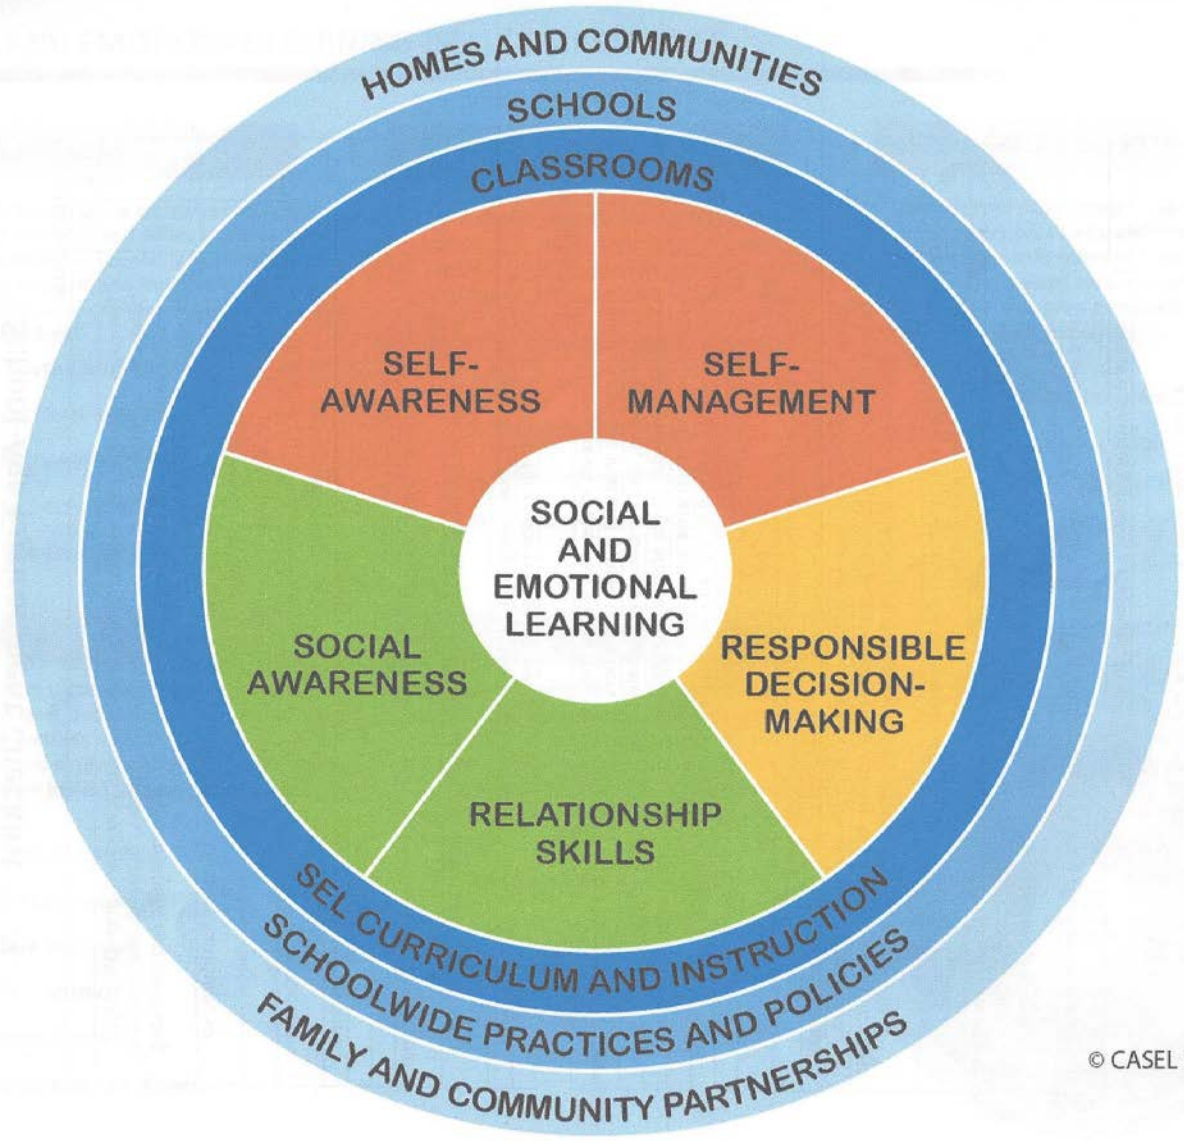 HOMES AND COMMUNITIES
SCHOOLS
CLASSROOMS
SELF-
AWARENESS
SELF-
MANAGEMENT
SOCIAL
AND
EMOTIONAL
LEARNING
SOCIAL
AWARENESS
RESPONSIBLE
DECISION-
MAKING
RELATIONSHIP
SKILLS
SEL CURRICULUM AND INSTRUCTION
SCHOOLWIDE PRACTICES AND POLICIES
FAMILY AND COMMUNITY PARTNERSHIPS
© CASEL